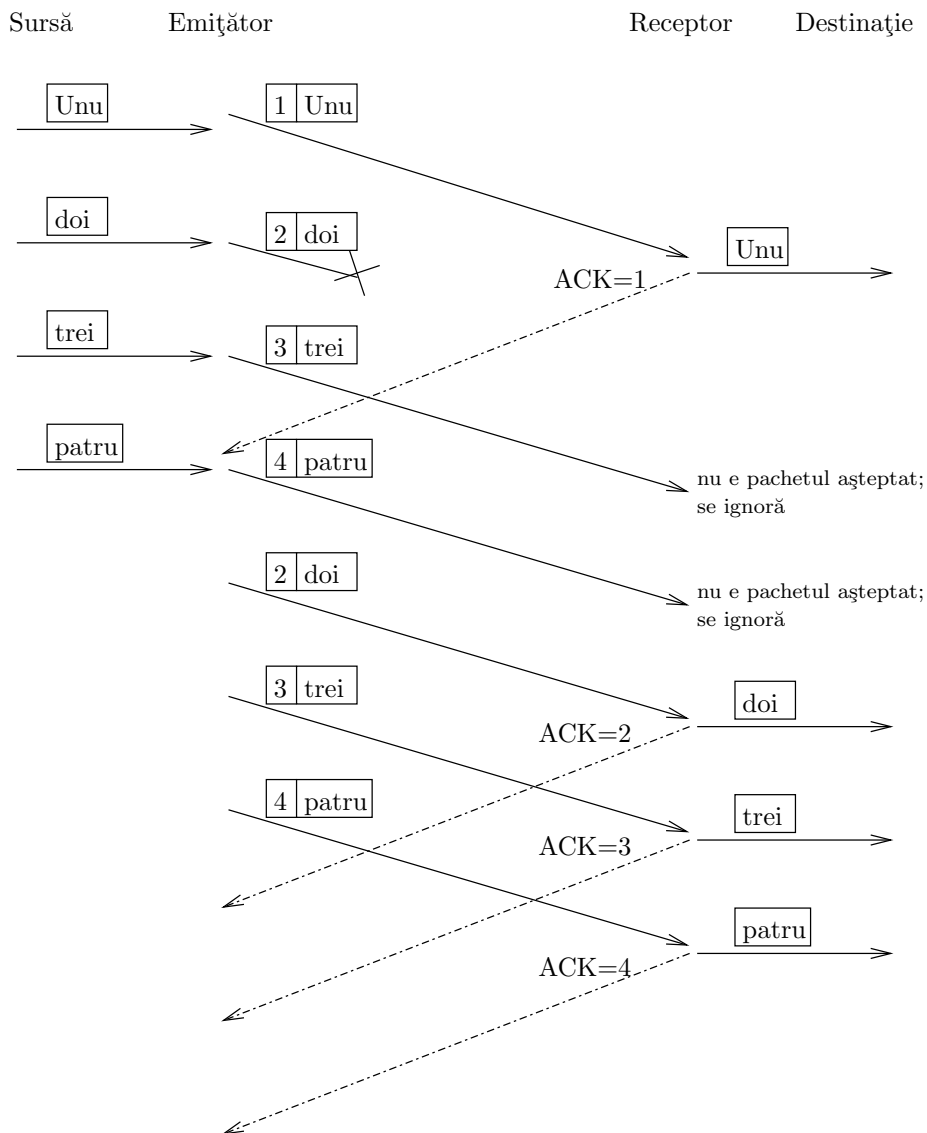 Sursă Emiţător Receptor Destinaţie
Unu 1 Unu
doi 2 doi Unu
ACK=1
trei 3 trei
patru 4 patru
nu e pachetul aşteptat;
se ignoră
2 doi
nu e pachetul aşteptat;
se ignoră
3 trei doi
ACK=2
4 patru trei
ACK=3
patru
ACK=4